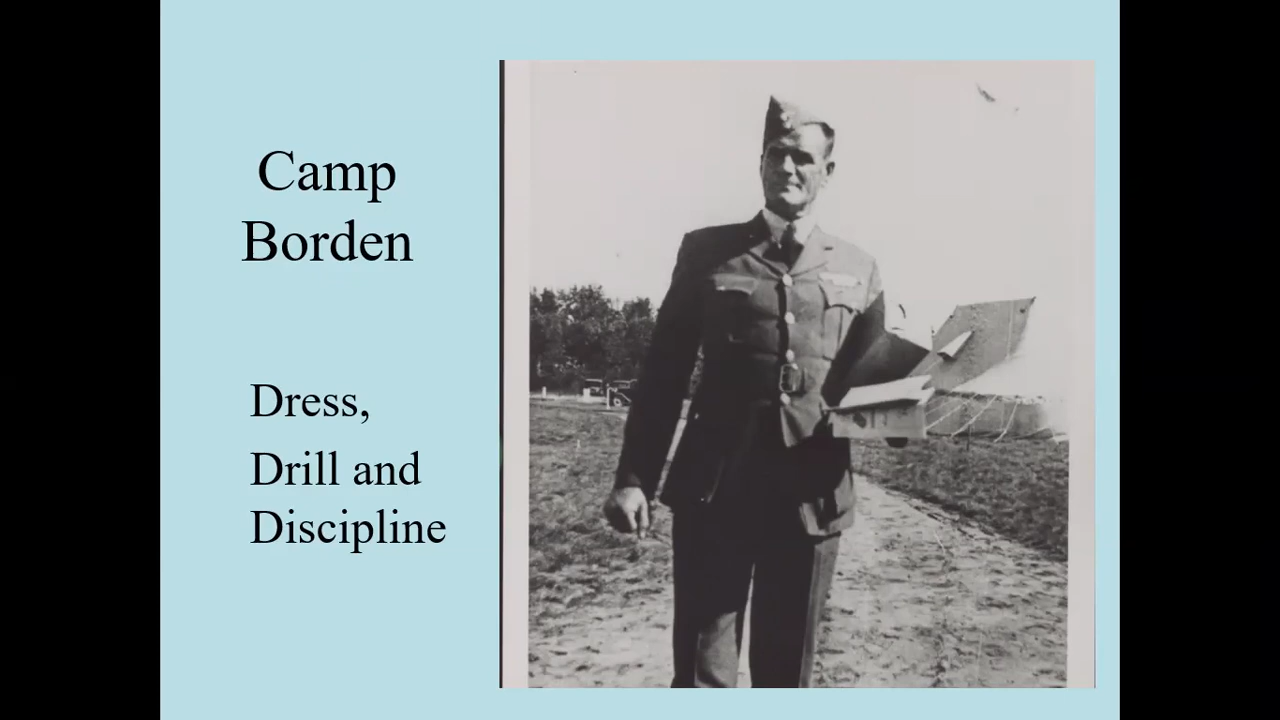 Camp
Borden
Dress,
Drill and
Discipline